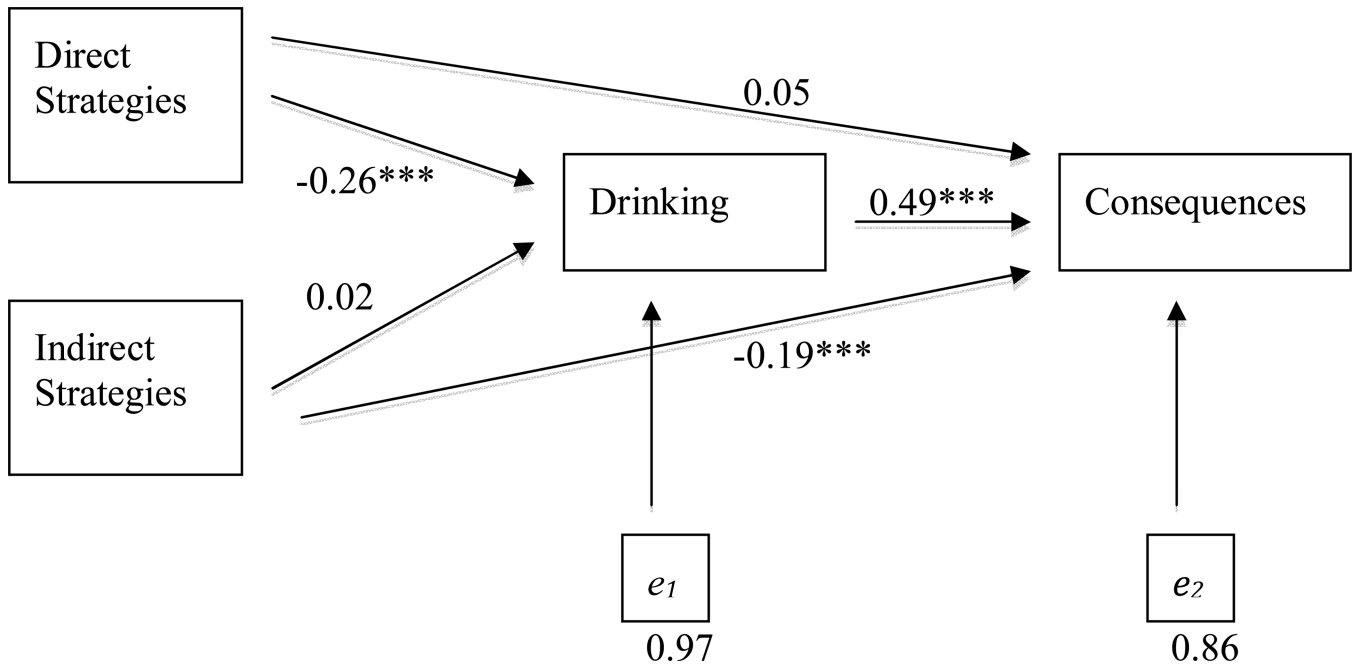 Direct
Strategies
0.05
-0.26***
Drinking
0.49***
Consequences
0.02
Indirect
Strategies
-0.19***
e1
e2
0.97
0.86